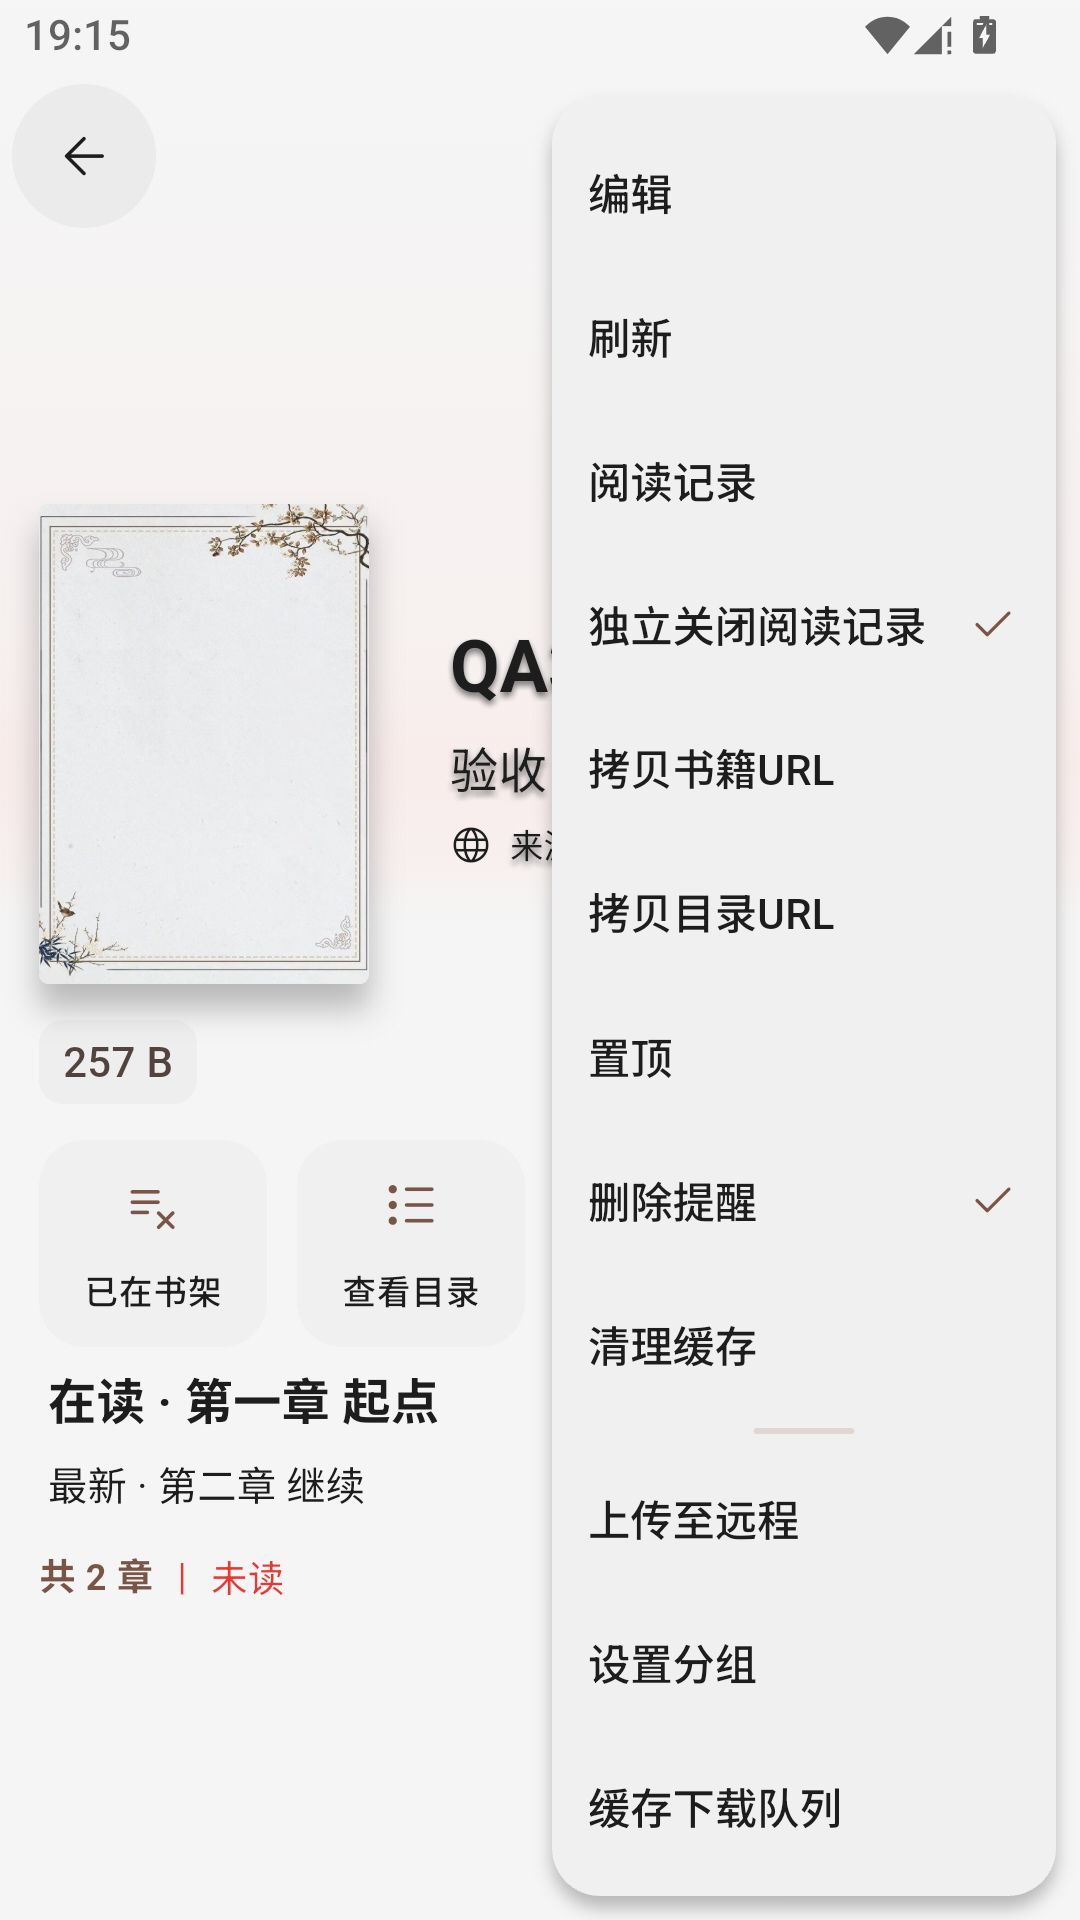 19:15
编辑
刷新
阅读记录
独立关闭阅读记录
拷贝书籍URL
拷贝目录URL
置顶
删除提醒
清理缓存
上传至远程
设置分组
缓存下载队列
QA
验收
来
257 B
已在书架
查看目录
在读 · 第一章 起点
最新 · 第二章 继续
共 2 章 | 未读